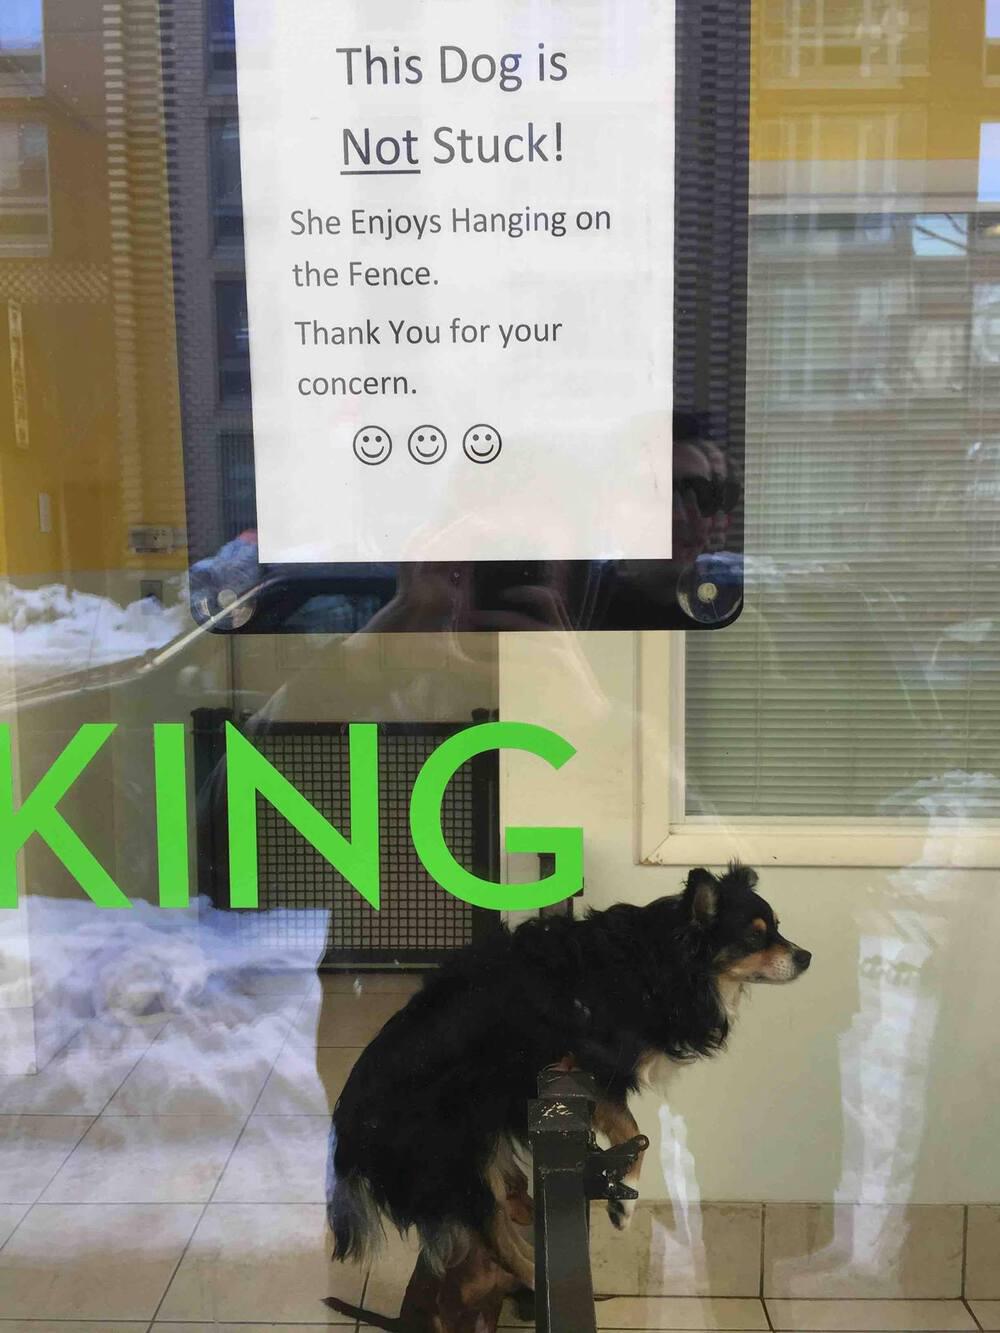 This Dog is
Not Stuck!
She Enjoys Hanging on
the Fence.
Thank You for your
concern.
KING